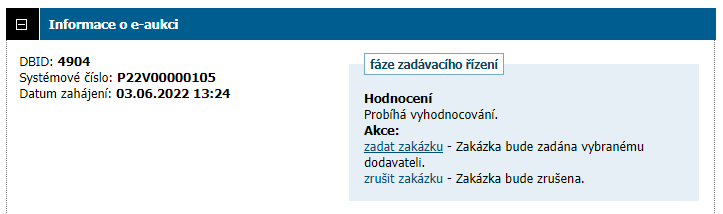 Informace o e-aukci
DBID: 4904
Systémové číslo: P22V00000105
Datum zahájení: 03.06.2022 13:24
fáze zadávacího řízení
Hodnocení
Probíhá vyhodnocování.
Akce:
zadat zakázku - Zakázka bude zadána vybranému
dodavateli.
zrušit zakázku - Zakázka bude zrušena.